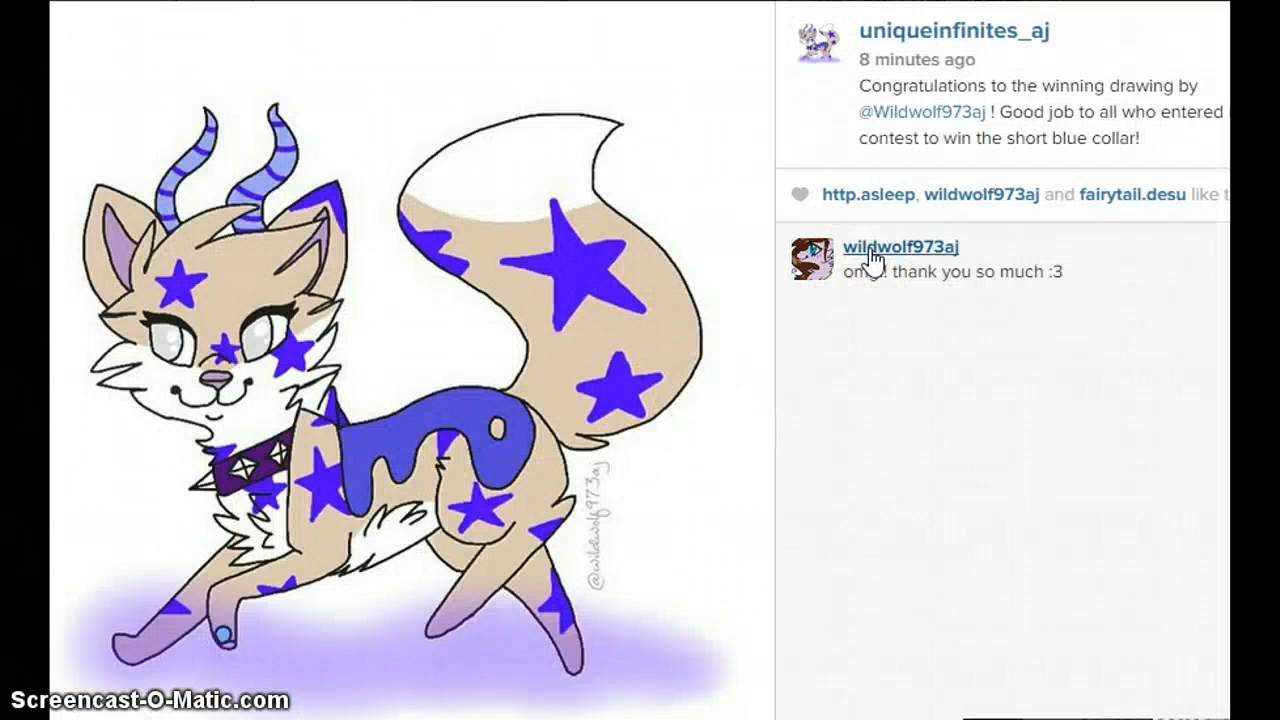 uniqueinfinites_aj
8 minutes ago
Congratulations to the winning drawing by
@Wildwolf973aj ! Good job to all who entered
contest to win the short blue collar!
http.asleep, wildwolf973aj and fairytail.desu like t
wildwolf973aj
thank you so much :3
@wildwolf973aj
Screencast-O-Matic.com